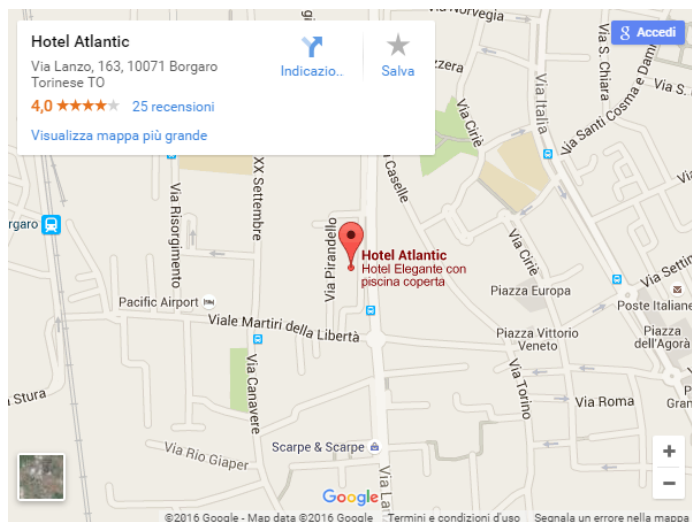 Hotel Atlantic
Via Lanzo, 163, 10071 Borgaro
Torinese TO
4,0
25 recensioni
Visualizza mappa più grande
Indicazio..
Salva
8 Accedi
Via Norvegia
Via S. Chiara
Via Santi Cosma e Dami
Via S.
Via Italia
Via Ciriè
Caselle
XX Settembre
Via Risorgimento
Via Pirandello
Hotel Atlantic
Hotel Elegante con
piscina coperta
Via Ciriè
Via Settim
Piazza Europa
Poste Italiane
Pacific Airport
Viale Martiri della Libertà
Piazza Vittorio
Veneto
Piazza
dell'Agorà
Via Canavere
Stura
Via Torino
Via Roma
Via Rio Giaper
Scarpe & Scarpe
Google
©2016 Google - Map data ©2016 Google
Termini e condizioni d'uso
Segnala un errore nella mappa